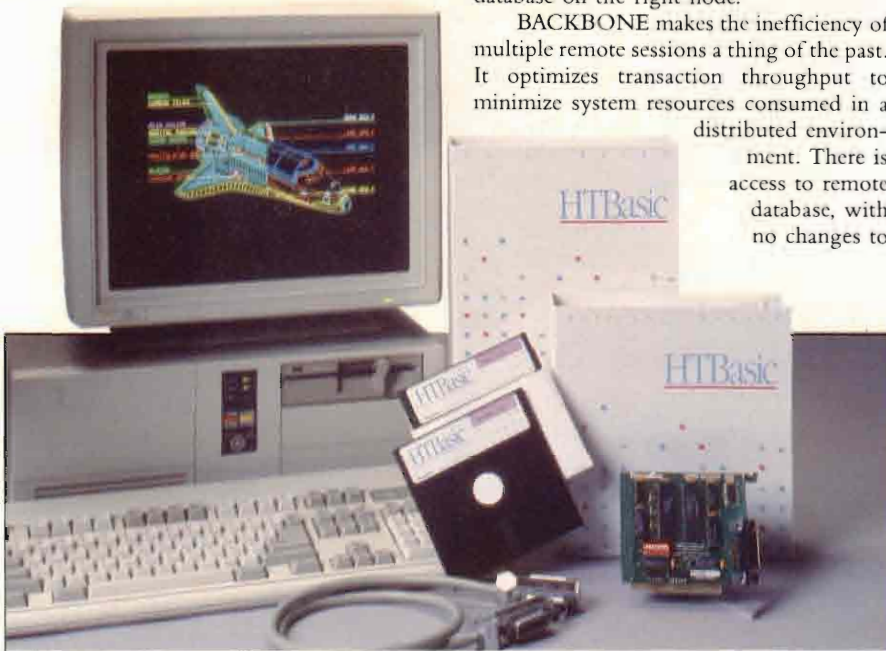 database on the right node.
BACKBONE makes the inefficiency of
multiple remote sessions a thing of the past.
It optimizes transaction throughput to
minimize system resources consumed in a
distributed environ-
ment. There is
access to remote
database, with
no changes to
HTBasic
HTBasic
HTBasic
HTBasic